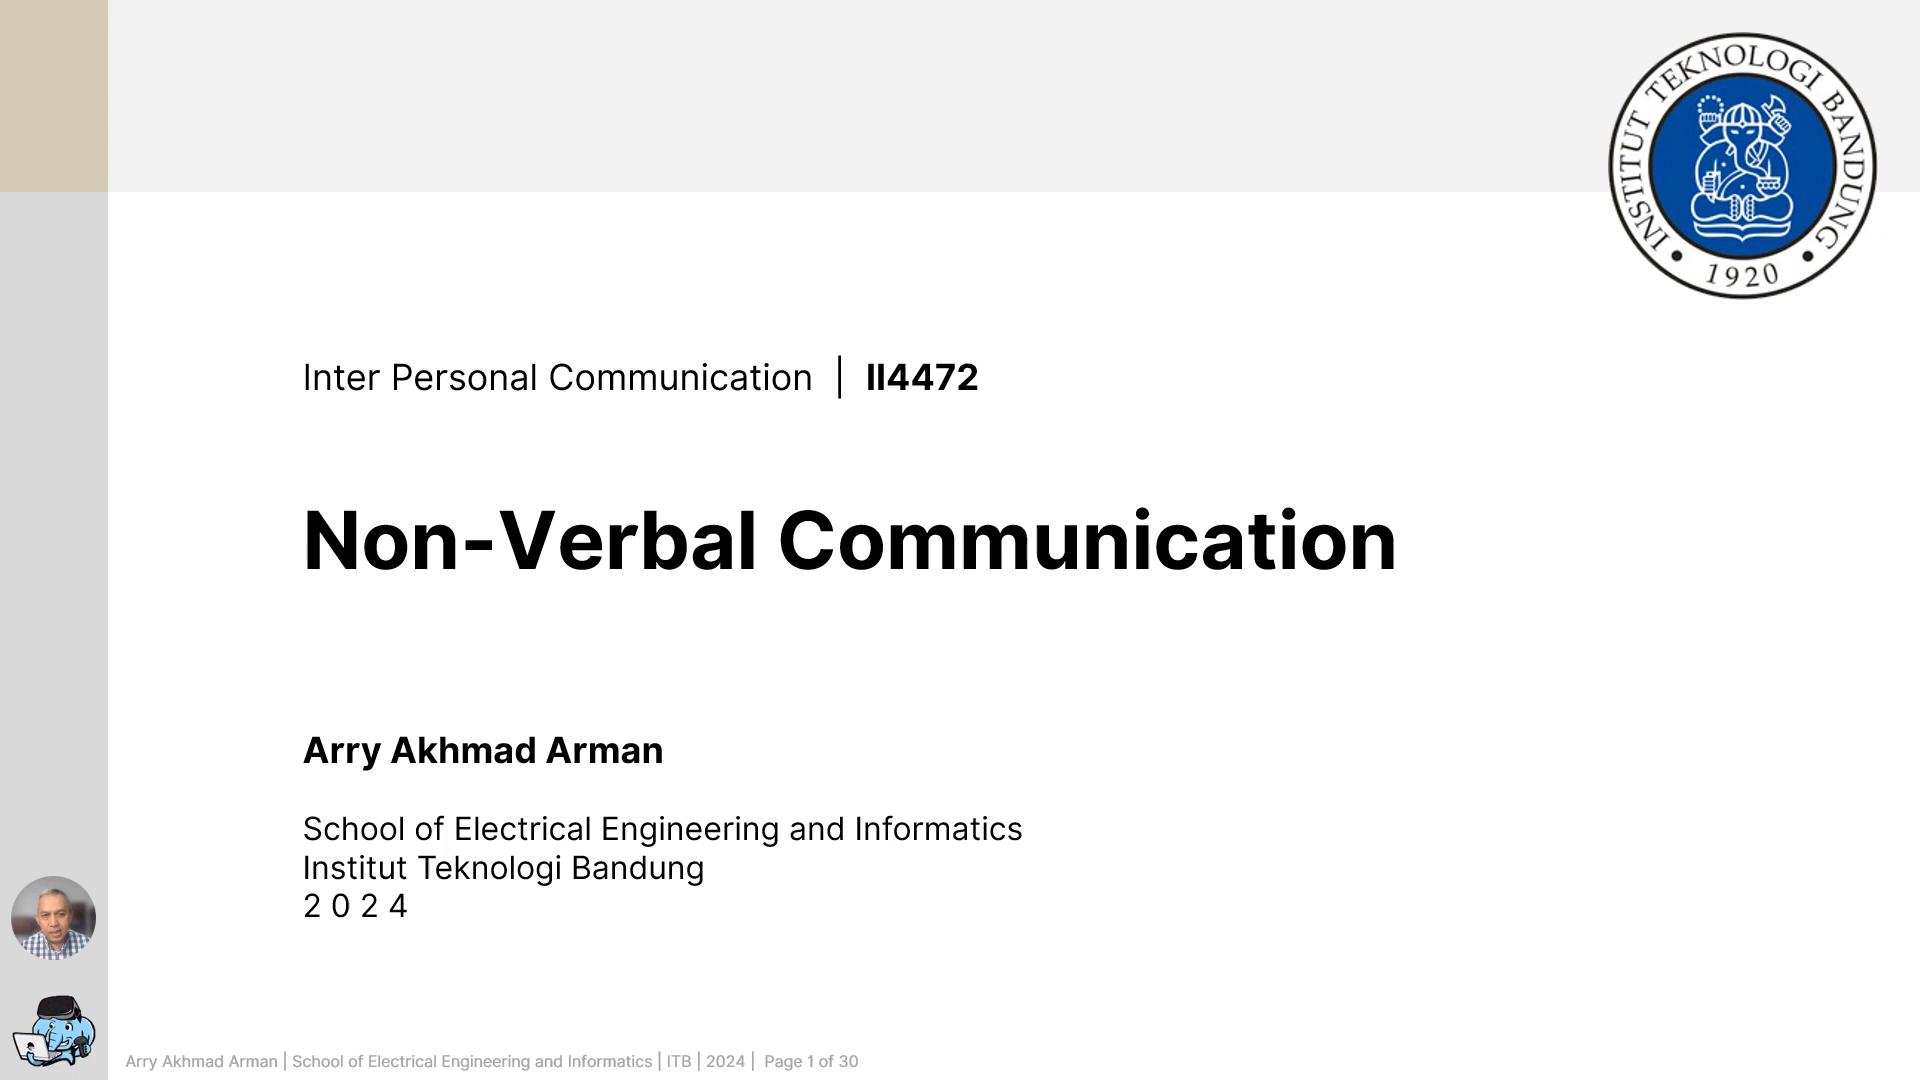 INSTITUT TEKNOLOGI BANDUNG
1920
Inter Personal Communication | II4472
Non-Verbal Communication
Arry Akhmad Arman
School of Electrical Engineering and Informatics
Institut Teknologi Bandung
2 0 2 4
Arry Akhmad Arman | School of Electrical Engineering and Informatics | ITB | 2024 | Page 1 of 30